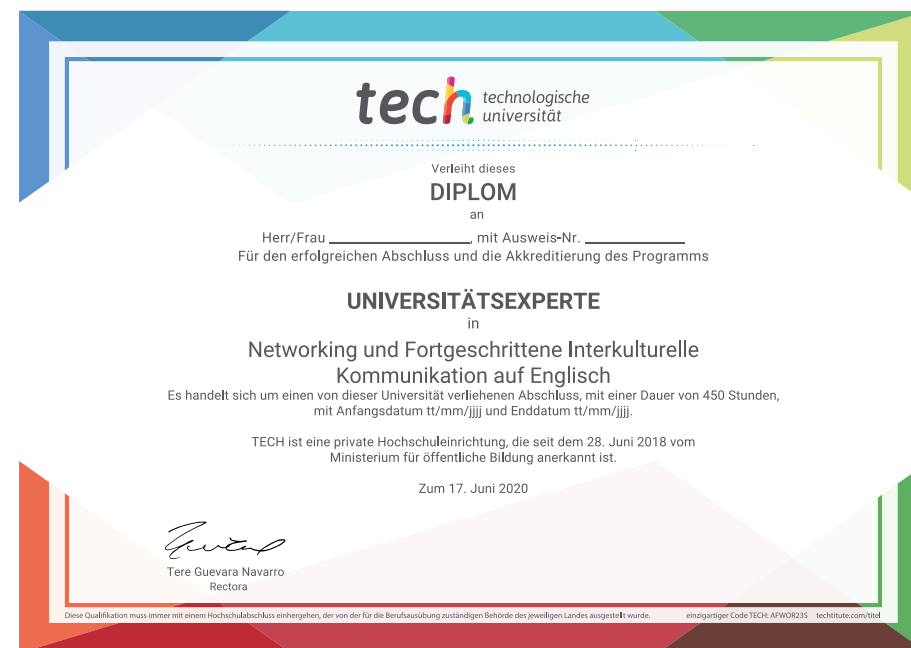 tech technologische
universität
Verleiht dieses
DIPLOM
an
Herr/Frau ____________________, mit Ausweis-Nr. ______________
Für den erfolgreichen Abschluss und die Akkreditierung des Programms
UNIVERSITÄTSEXPERTE
in
Networking und Fortgeschrittene Interkulturelle
Kommunikation auf Englisch
Es handelt sich um einen von dieser Universität verliehenen Abschluss, mit einer Dauer von 450 Stunden,
mit Anfangsdatum tt/mm/jjjj und Enddatum tt/mm/jjjj.
TECH ist eine private Hochschuleinrichtung, die seit dem 28. Juni 2018 vom
Ministerium für öffentliche Bildung anerkannt ist.
Zum 17. Juni 2020
Tere Guevara Navarro
Rectora
Diese Qualifikation muss immer mit einem Hochschulabschluss einhergehen, der von der für die Berufsausübung zuständigen Behörde des jeweiligen Landes ausgestellt wurde. einzigartiger Code TECH: AFWOR23S techtitute.com/titel